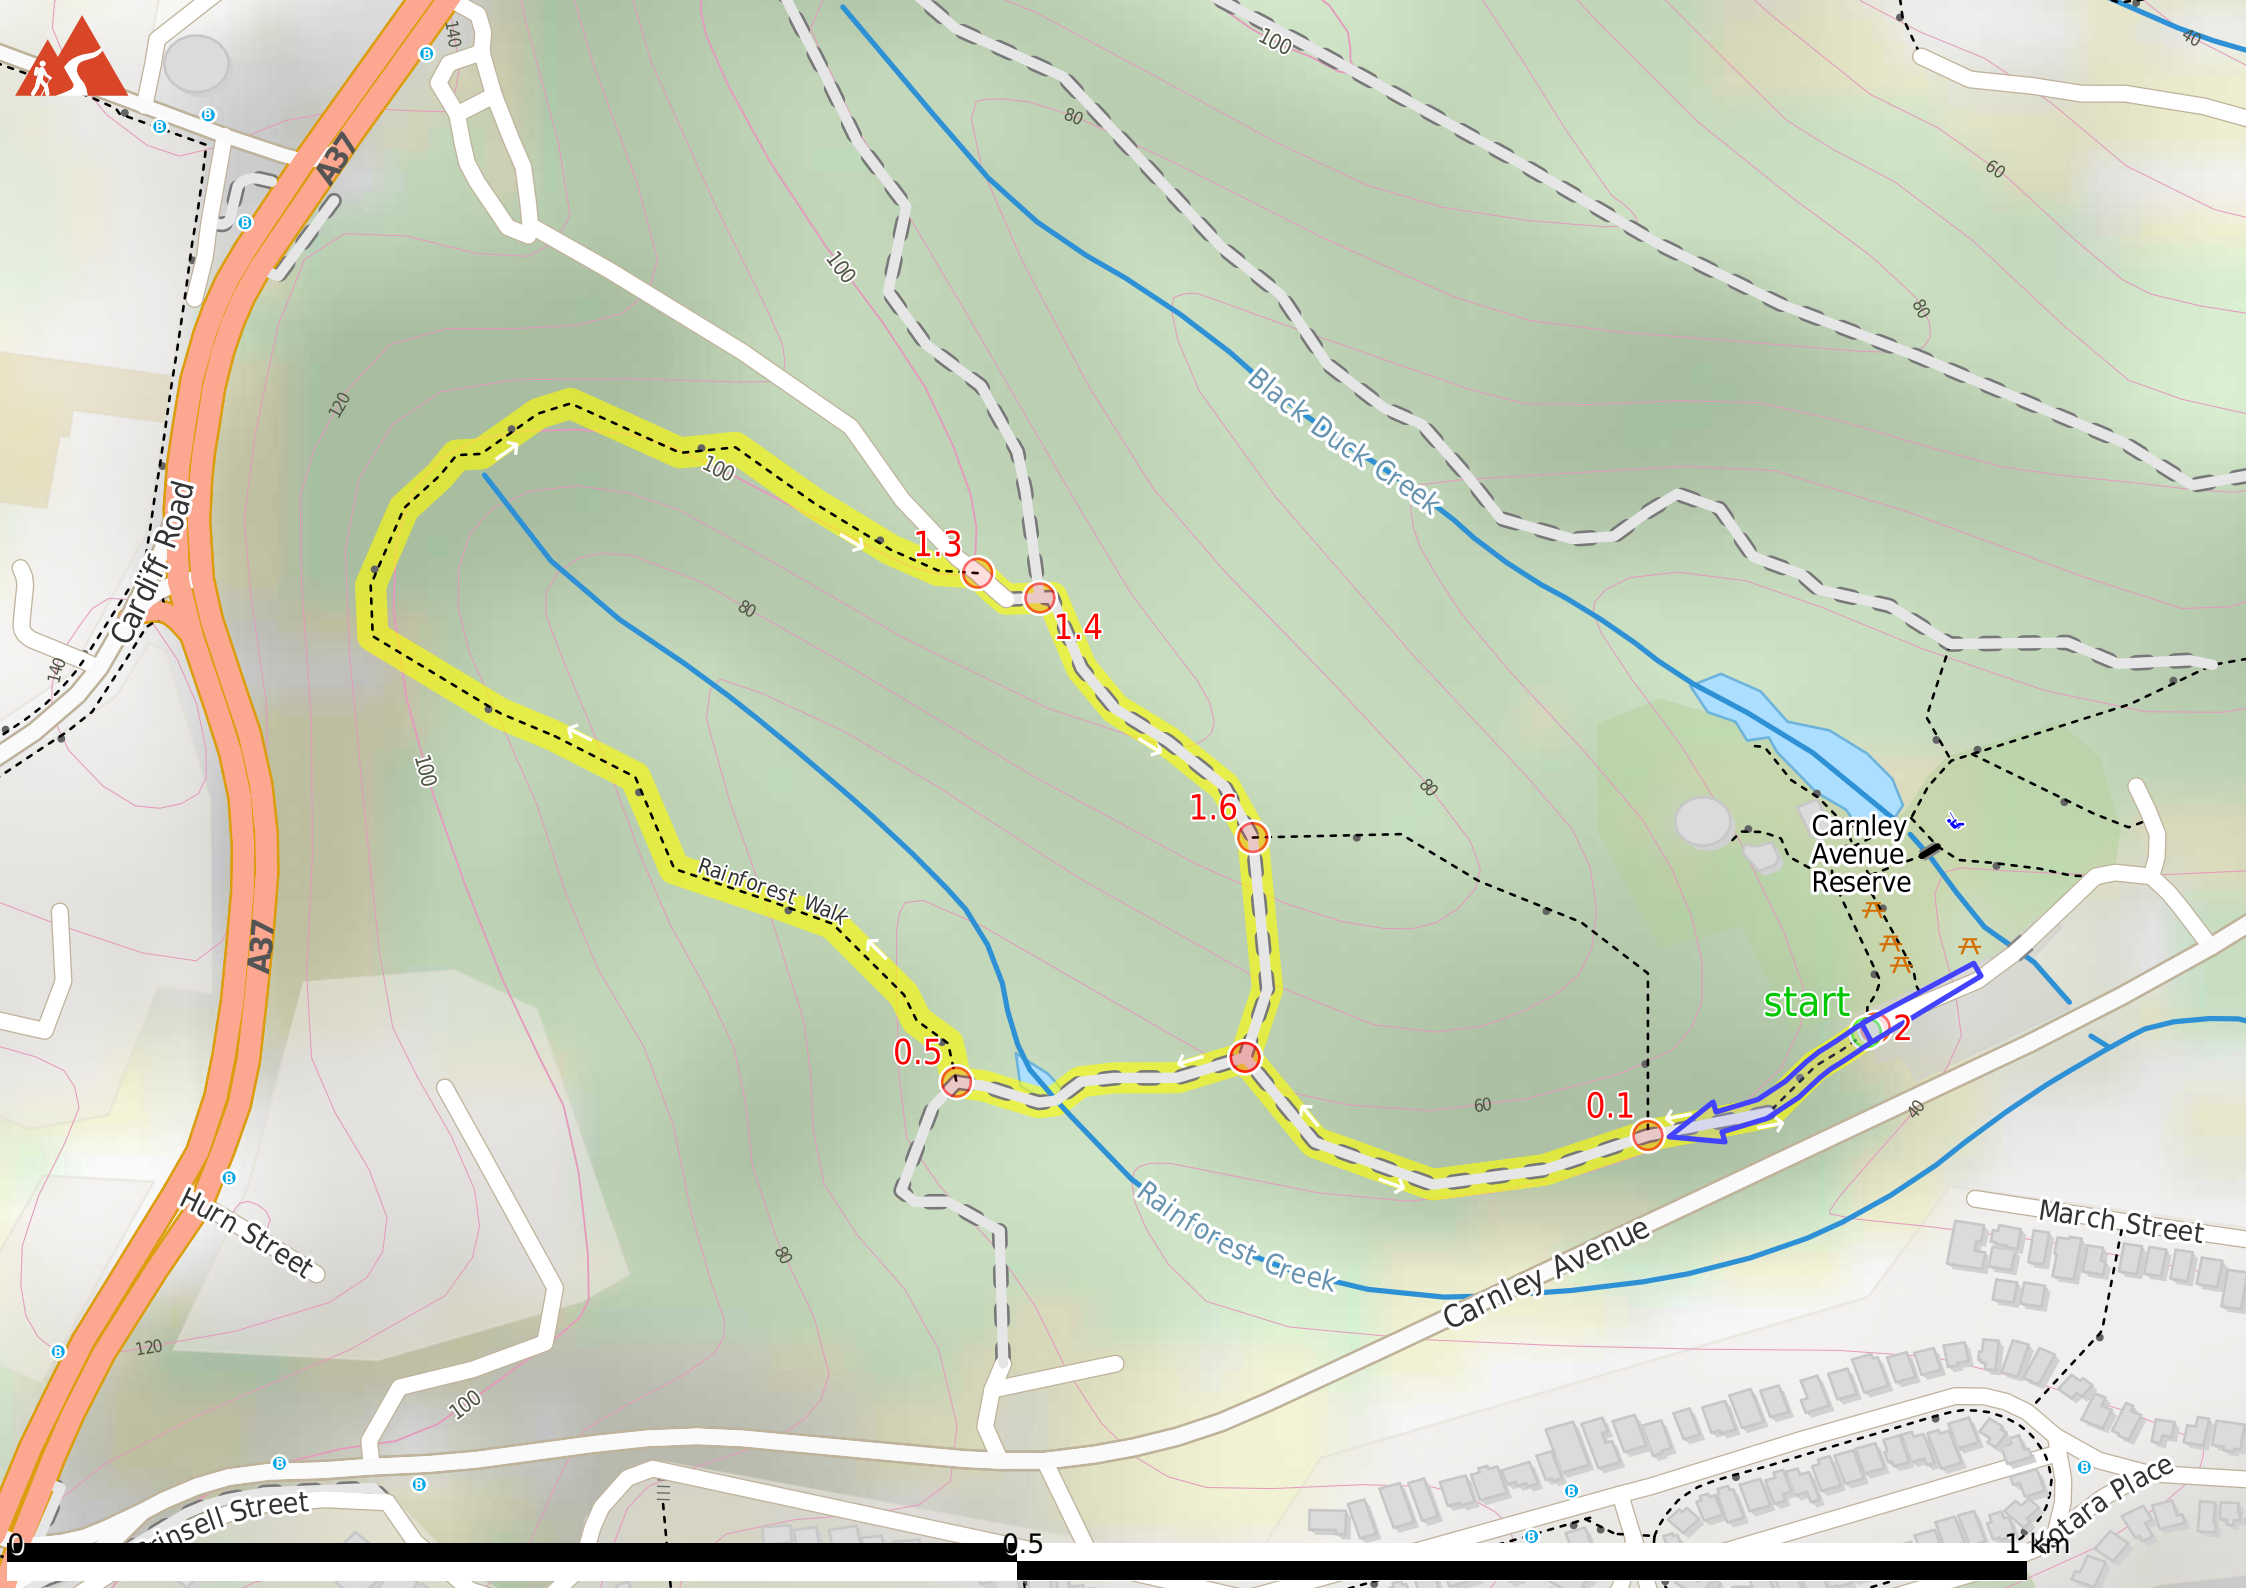 140
100
40
A37
80
60
100
80
120
Black Duck Creek
100
Cardiff Road
1.3
80
1.4
140
100
80
1.6
Carnley
Avenue
Reserve
Rainforest Walk
A37
start
2
0.5
60
0.1
40
Hurn Street
Rainforest Creek
March Street
Carnley Avenue
80
120
100
Kotara Place
rinsell Street
0
0.5
1 km
B
B
B
B
B
B
B
B
B
B
B